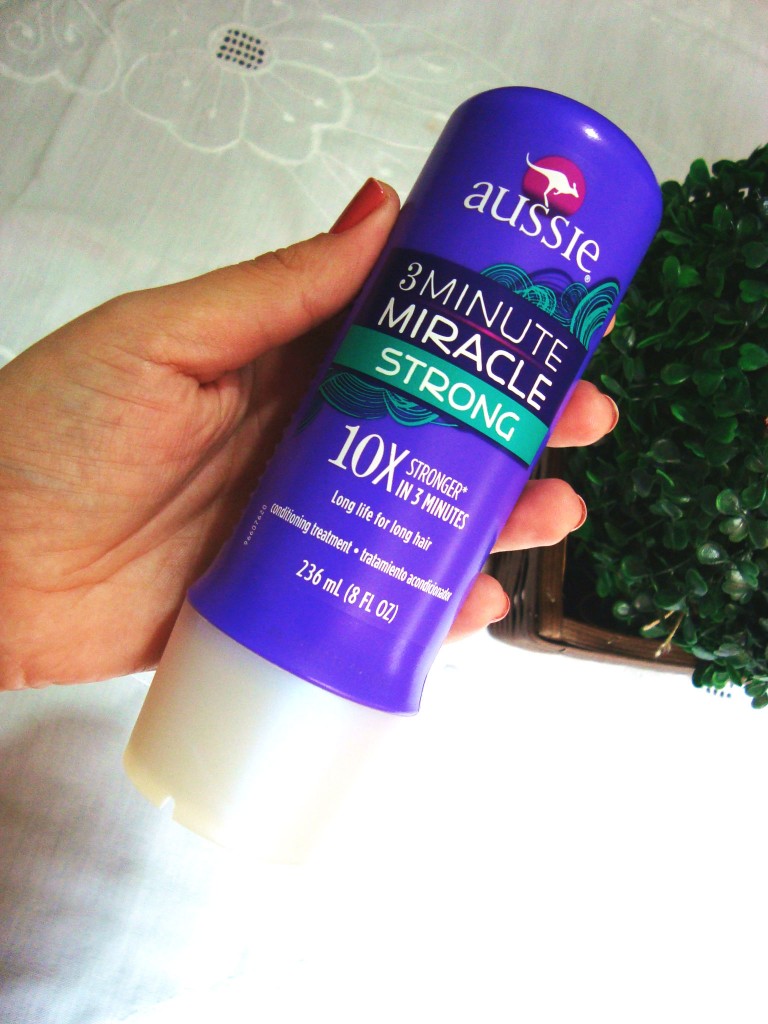 aussie®
3 MINUTE
MIRACLE
STRONG
10X STRONGER*
IN 3 MINUTES
Long life for long hair
conditioning treatment • tratamiento acondicionador
236 mL (8 FL OZ)